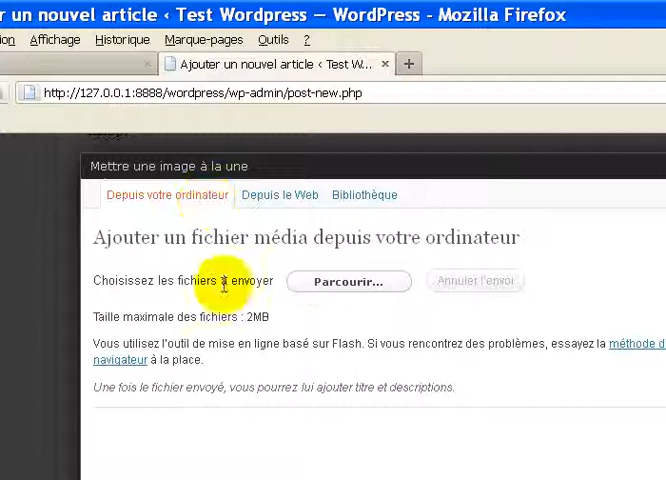 r un nouvel article ‹ Test Wordpress — WordPress - Mozilla Firefox
ion Affichage Historique Marque-pages Outils ?
Ajouter un nouvel article ‹ Test W... × +
http://127.0.0.1:8888/wordpress/wp-admin/post-new.php
Mettre une image à la une
Depuis votre ordinateur Depuis le Web Bibliothèque
Ajouter un fichier média depuis votre ordinateur
Choisissez les fichiers à envoyer Parcourir... Annuler l'envoi
Taille maximale des fichiers : 2MB
Vous utilisez l'outil de mise en ligne basé sur Flash. Si vous rencontrez des problèmes, essayez la méthode d
navigateur à la place.
Une fois le fichier envoyé, vous pourrez lui ajouter titre et descriptions.